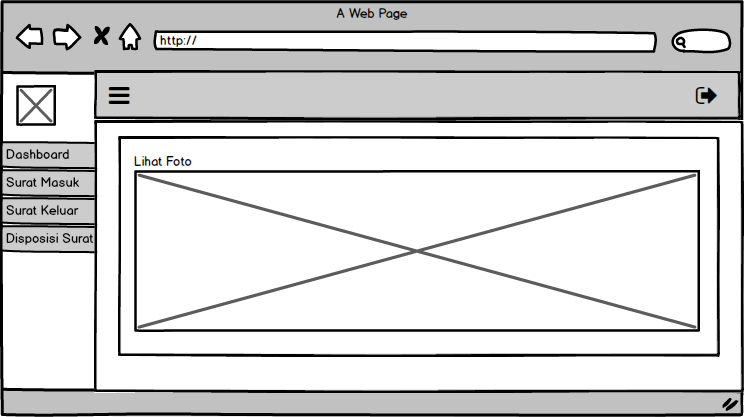 A Web Page
http://
Dashboard
Surat Masuk
Surat Keluar
Disposisi Surat
Lihat Foto